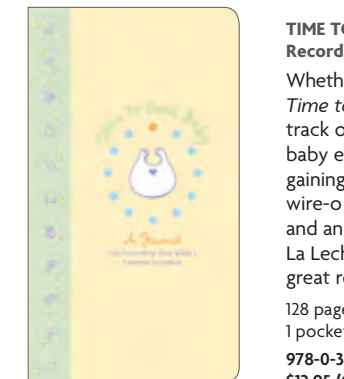 Time to Feed Baby
A Journal
TIME TO
Record
Wheth
Time to
track o
baby e
gaining
wire-o
and an
La Lech
great re
128 page
1 pocket
978-0-3